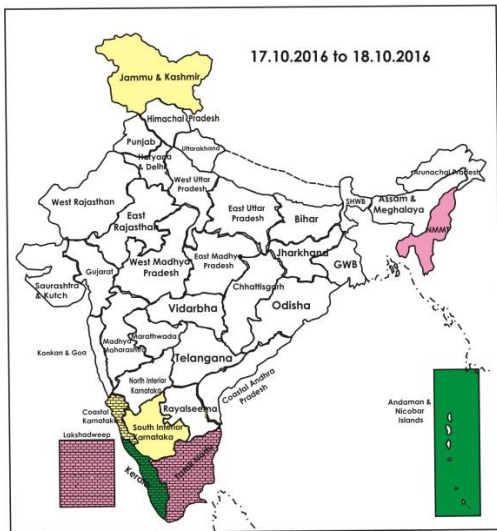 17.10.2016 to 18.10.2016
Jammu & Kashmir
Himachal Pradesh
Punjab
Uttarakhand
Haryana
& Delhi
West Uttar
Pradesh
Arunachal Pradesh
West Rajasthan
East
Rajasthan
East Uttar
Pradesh
Bihar
SHWB
Assam &
Meghalaya
NMMT
Saurashtra
& Kutch
Gujarat
West Madhya
Pradesh
East Madhya
Pradesh
Jharkhand
GWB
Chhattisgarh
Vidarbha
Odisha
Konkan & Goa
Madhya
Maharashtra
Marathwada
Telangana
North Interior
Karnataka
Coastal Andhra
Pradesh
Coastal
Karnataka
Rayalseema
South Interior
Karnataka
Andaman &
Nicobar
Islands
Lakshadweep
Kerala
Tamil Nadu